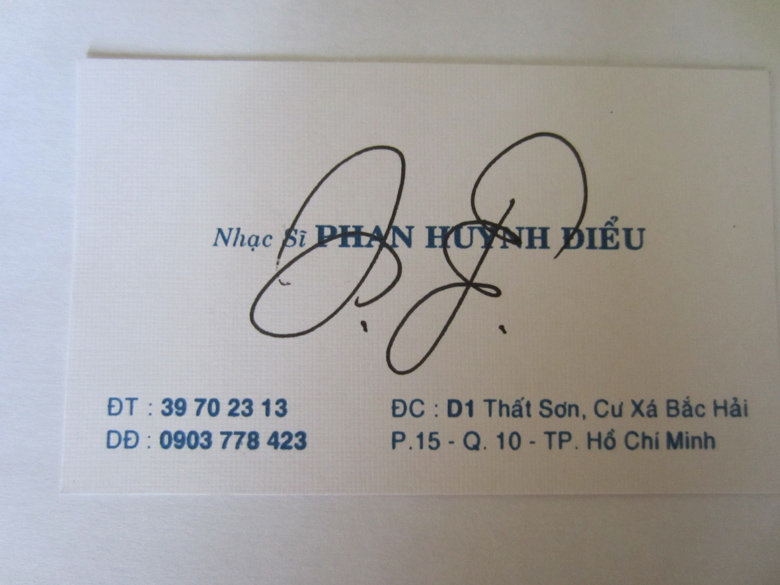 Nhạc Sĩ PHAN HUỲNH DIỂU
ĐT : 39 70 23 13
DĐ : 0903 778 423
ĐC : D1 Thất Sơn, Cư Xá Bắc Hải
P.15 - Q. 10 - TP. Hồ Chí Minh